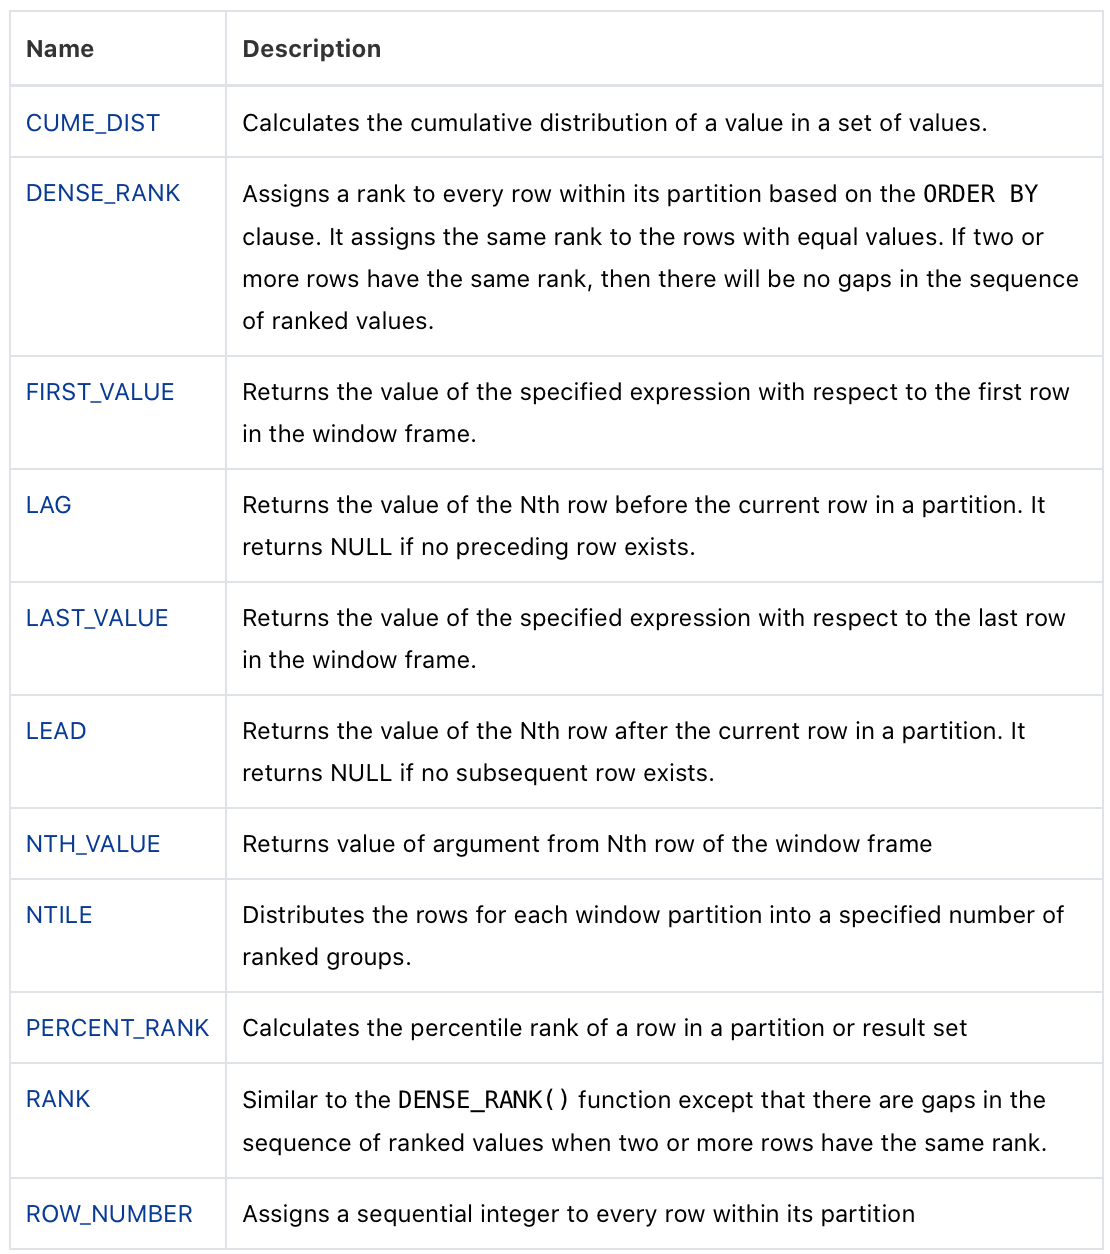 Name Description
CUME_DIST Calculates the cumulative distribution of a value in a set of values.
DENSE_RANK Assigns a rank to every row within its partition based on the ORDER BY
clause. It assigns the same rank to the rows with equal values. If two or
more rows have the same rank, then there will be no gaps in the sequence
of ranked values.
FIRST_VALUE Returns the value of the specified expression with respect to the first row
in the window frame.
LAG Returns the value of the Nth row before the current row in a partition. It
returns NULL if no preceding row exists.
LAST_VALUE Returns the value of the specified expression with respect to the last row
in the window frame.
LEAD Returns the value of the Nth row after the current row in a partition. It
returns NULL if no subsequent row exists.
NTH_VALUE Returns value of argument from Nth row of the window frame
NTILE Distributes the rows for each window partition into a specified number of
ranked groups.
PERCENT_RANK Calculates the percentile rank of a row in a partition or result set
RANK Similar to the DENSE_RANK() function except that there are gaps in the
sequence of ranked values when two or more rows have the same rank.
ROW_NUMBER Assigns a sequential integer to every row within its partition